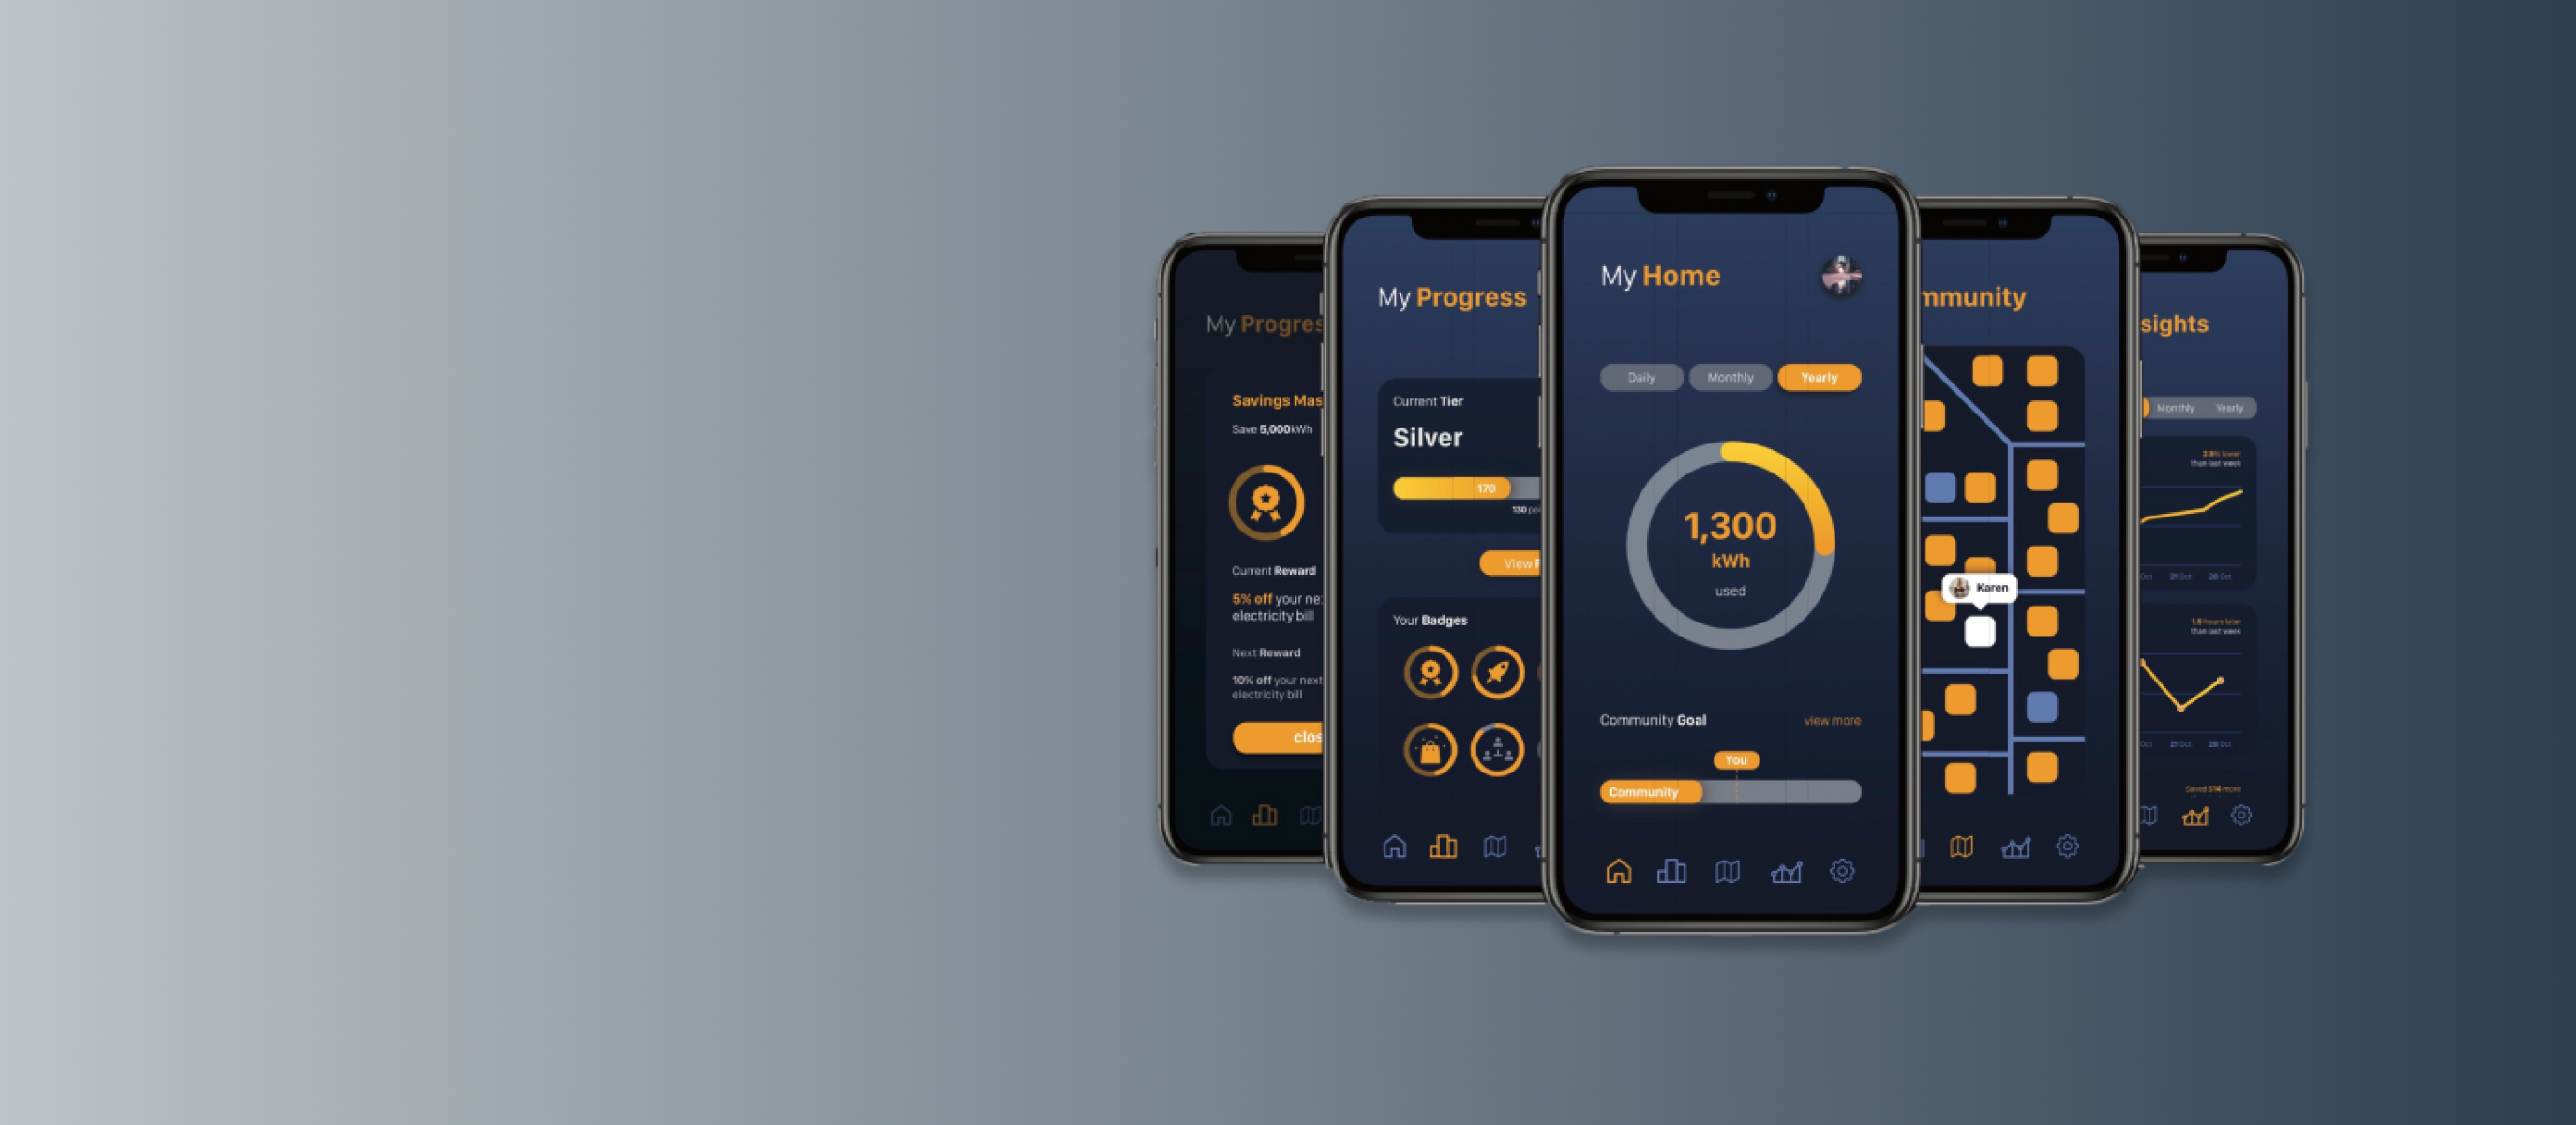 My Progres
Savings Mas
Save 5,000kWh
Current Reward
5% off your ne
electricity bill
Next Reward
10% off your next
electricity bill
clos
My Progress
Current Tier
Silver
170
130 poi
View
Your Badges
My Home
Daily
Monthly
Yearly
1,300
kWh
used
Community Goal
view more
You
Community
mmunity
Karen
sights
Monthly
Yearly
2.8% lower
than last week
Oct
21 Oct
28 Oct
1.5 hours later
than last week
Oct
21 Oct
28 Oct
Saved $14 more